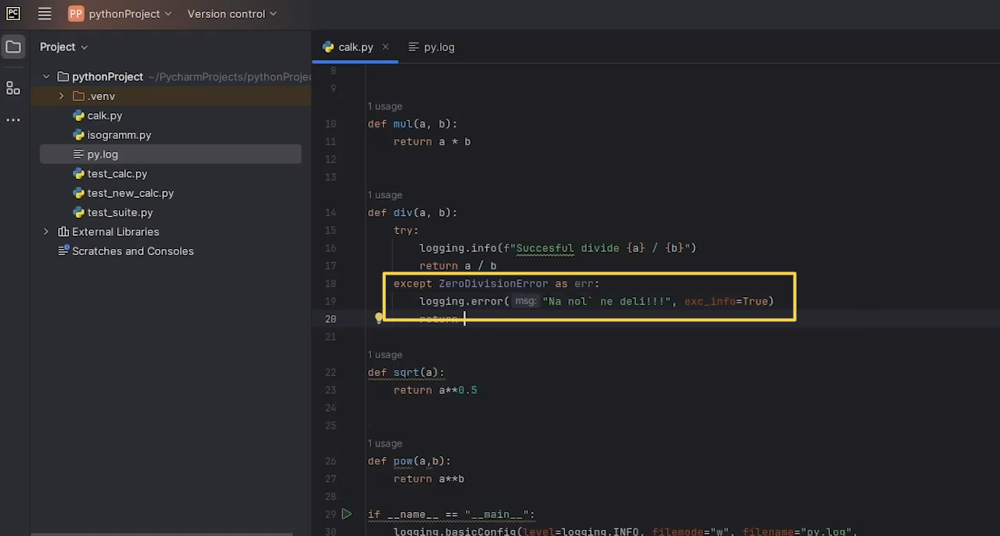 PC PP pythonProject Version control
Project
pythonProject ~/PycharmProjects/pythonProjec
.venv
calk.py
isogramm.py
py.log
test_calc.py
test_new_calc.py
test_suite.py
External Libraries
Scratches and Consoles
calk.py py.log
8
9
1 usage
10 def mul(a, b):
11 return a * b
12
13
1 usage
14 def div(a, b):
15 try:
16 logging.info(f"Succesful divide {a} / {b}")
17 return a / b
18 except ZeroDivisionError as err:
19 logging.error( msg: "Na nol` ne deli!!!", exc_info=True)
20 return
21
1 usage
22 def sqrt(a):
23 return a**0.5
24
25
1 usage
26 def pow(a,b):
27 return a**b
28
29 if __name__ == "__main__":
30 logging.basicConfig(level=logging.INFO, filemode="w", filename="py.log",